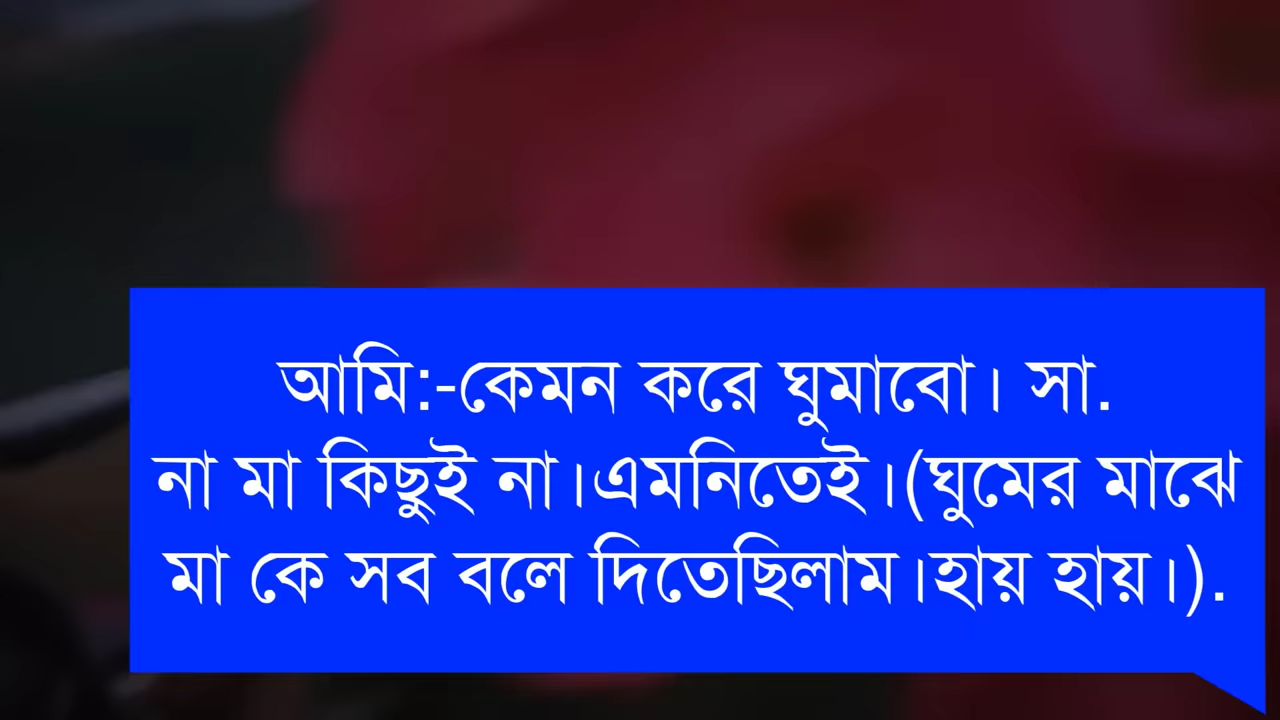 আমি:-কেমন করে ঘুমাবো। সা.
না মা কিছুই না।এমনিতেই।(ঘুমের মাঝে
মা কে সব বলে দিতেছিলাম।হায় হায়।).